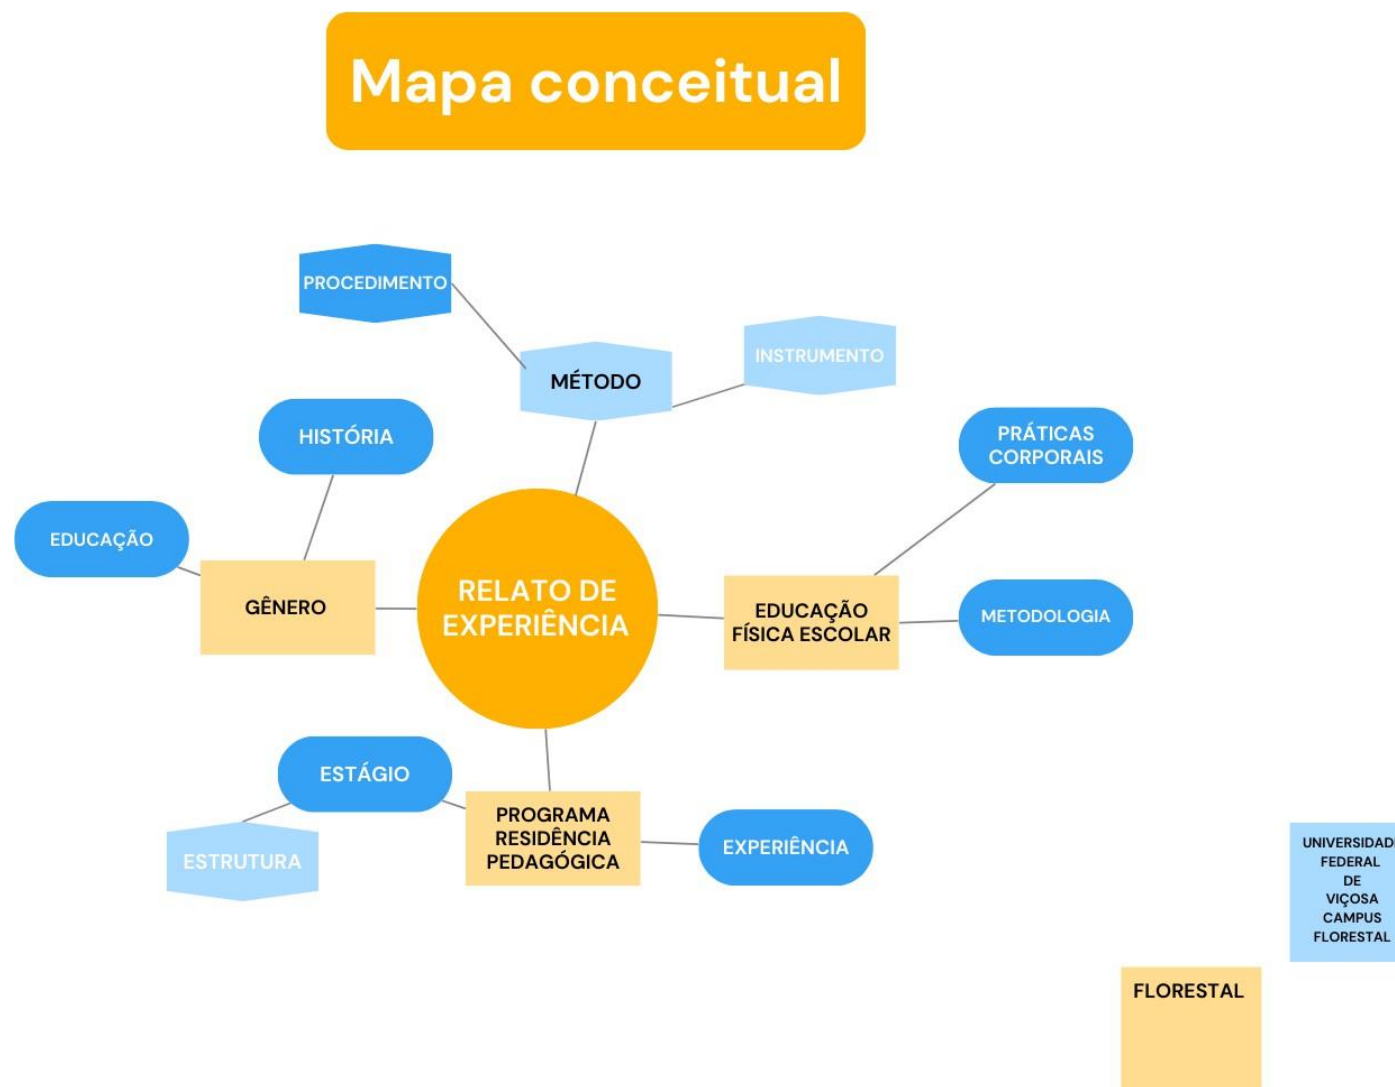 Mapa conceitual
PROCEDIMENTO
INSTRUMENTO
MÉTODO
HISTÓRIA
PRÁTICAS
CORPORAIS
EDUCAÇÃO
GÊNERO
RELATO DE
EXPERIÊNCIA
EDUCAÇÃO
FÍSICA ESCOLAR
METODOLOGIA
ESTÁGIO
ESTRUTURA
PROGRAMA
RESIDÊNCIA
PEDAGÓGICA
EXPERIÊNCIA
UNIVERSIDAD
FEDERAL
DE
VIÇOSA
CAMPUS
FLORESTAL
FLORESTAL